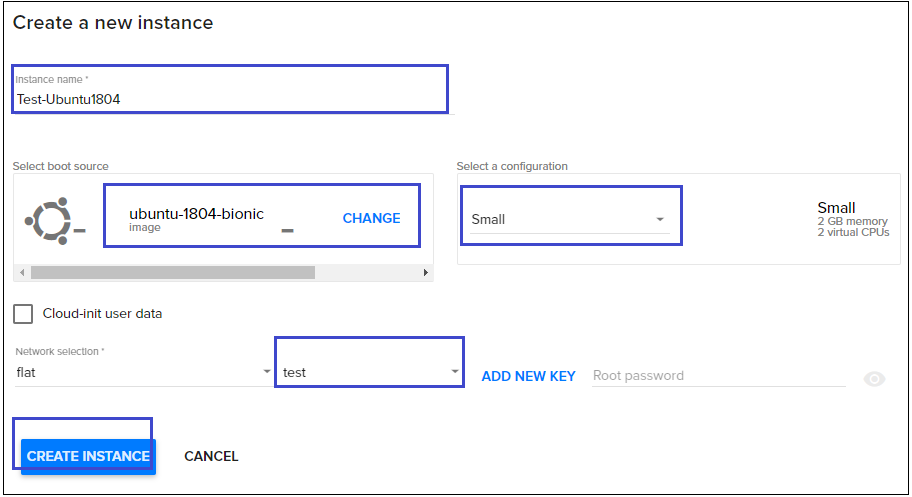 Create a new instance
Instance name *
Test-Ubuntu1804
Select boot source
ubuntu-1804-bionic
image
CHANGE
Select a configuration
Small
Small
2 GB memory
2 virtual CPUs
Cloud-init user data
Network selection *
flat
test
ADD NEW KEY
Root password
CREATE INSTANCE
CANCEL